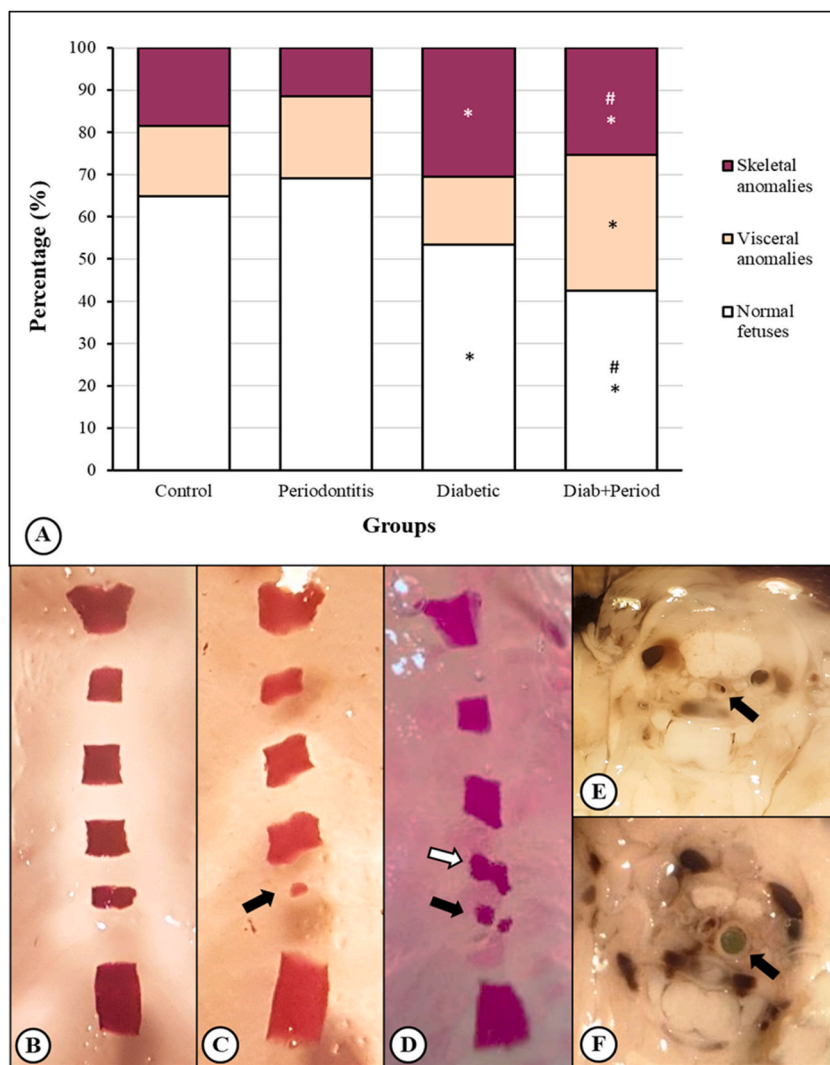 100
90
80
70
60
50
40
30
20
10
0
Percentage (%)
*
#
*
*
*
#
*
Skeletal
anomalies
Visceral
anomalies
Normal
fetuses
Control Periodontitis Diabetic Diab+Period
Groups
A
B
C
D
E
F